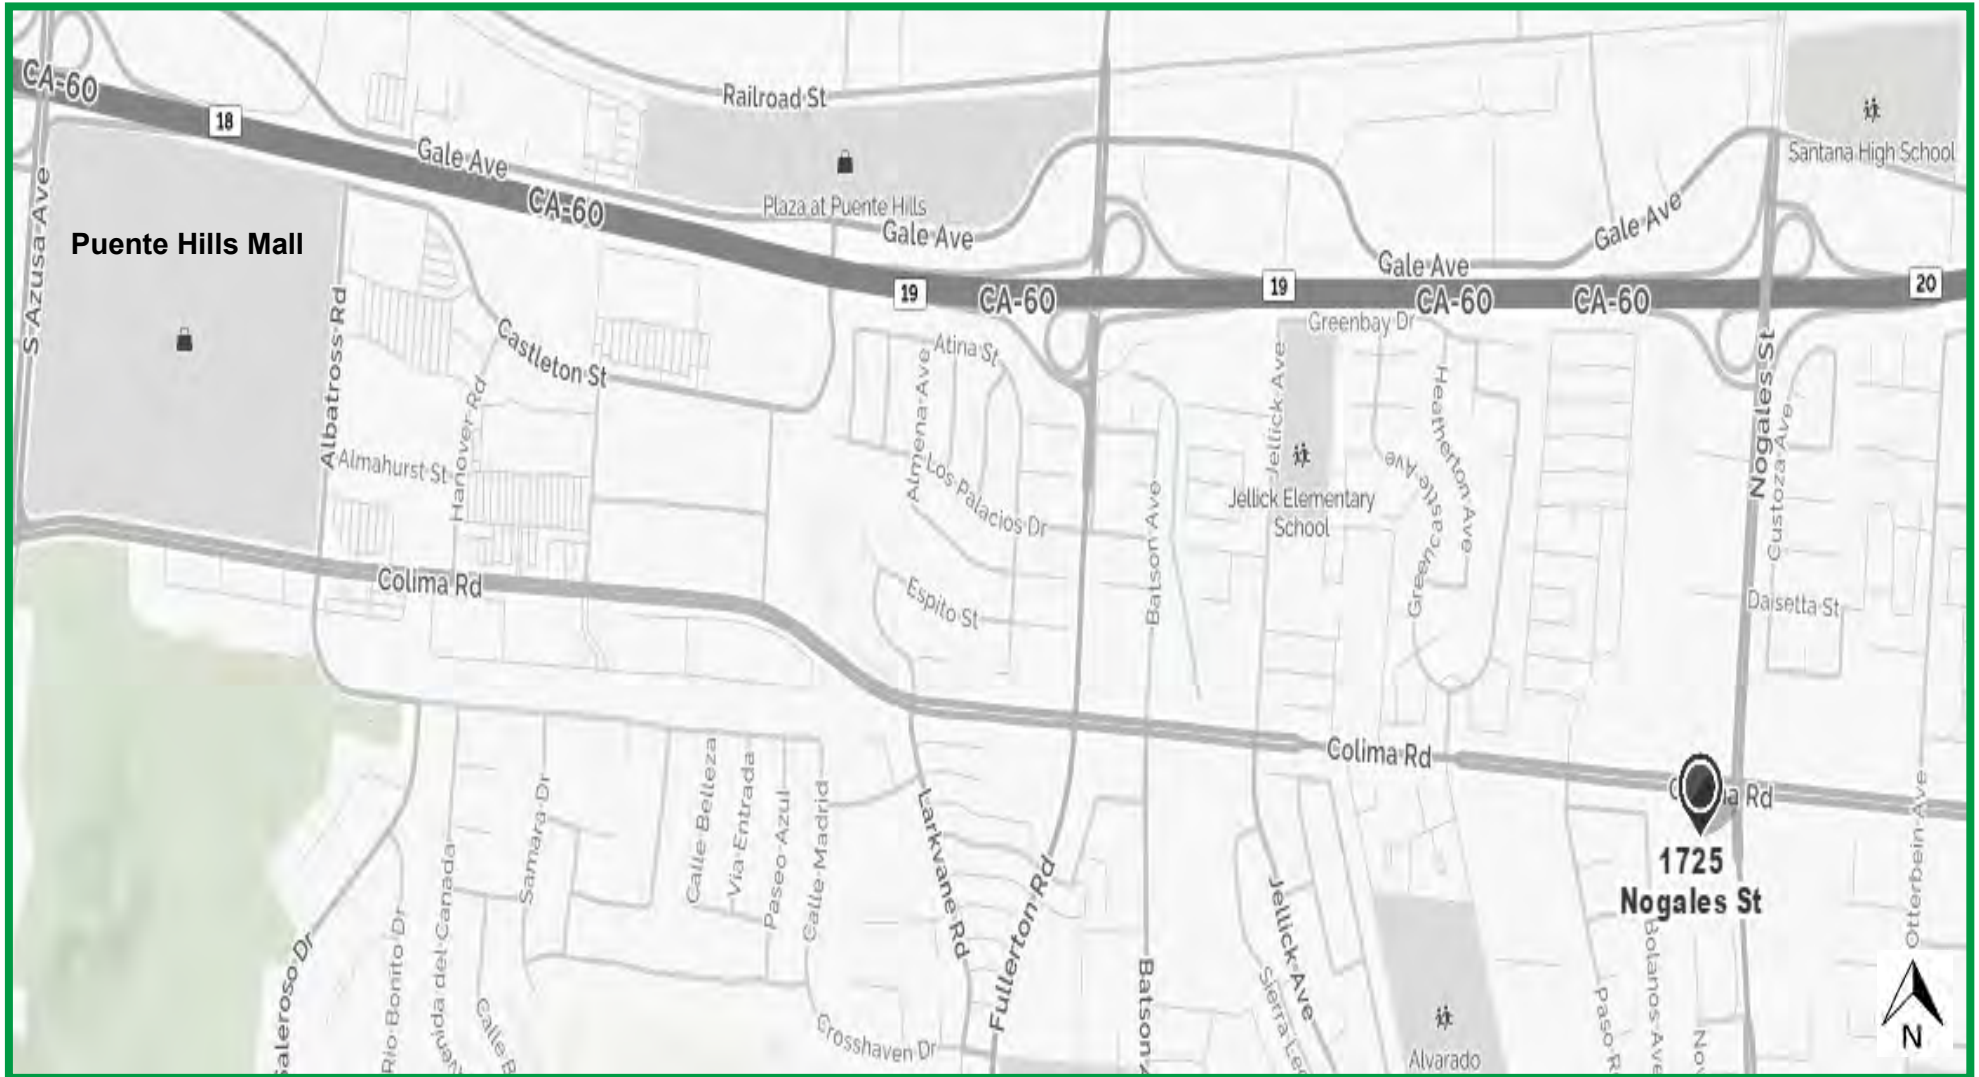 CA-60
18
Railroad St
Gale Ave
Santana High School
CA-60
Plaza at Puente Hills
Gale Ave
Gale Ave
S Azusa Ave
Puente Hills Mall
Gale Ave
19
CA-60
19
CA-60
CA-60
20
Greenbay Dr
Albatross Rd
Castleton St
Atina St
Almena Ave
Jellick Ave
Heatherton Ave
Nogales St
Hanover Rd
Almahurst St
Los Palacios Dr
Greencastle Ave
Custoza Ave
Jellick Elementary
School
Batson Ave
Colima Rd
Espito St
Greencastle Ave
Daisetta St
Colima Rd
1725
Nogales St
Calle Belleza
Via Entrada
Paseo Azul
Calle Madrid
Samara Dr
Larkvane Rd
Fullerton Rd
Jellick Ave
Otterbein Ave
Bolanos Ave
Rio Bonito Dr
Crosshaven Dr
Batson
Alvarado
N